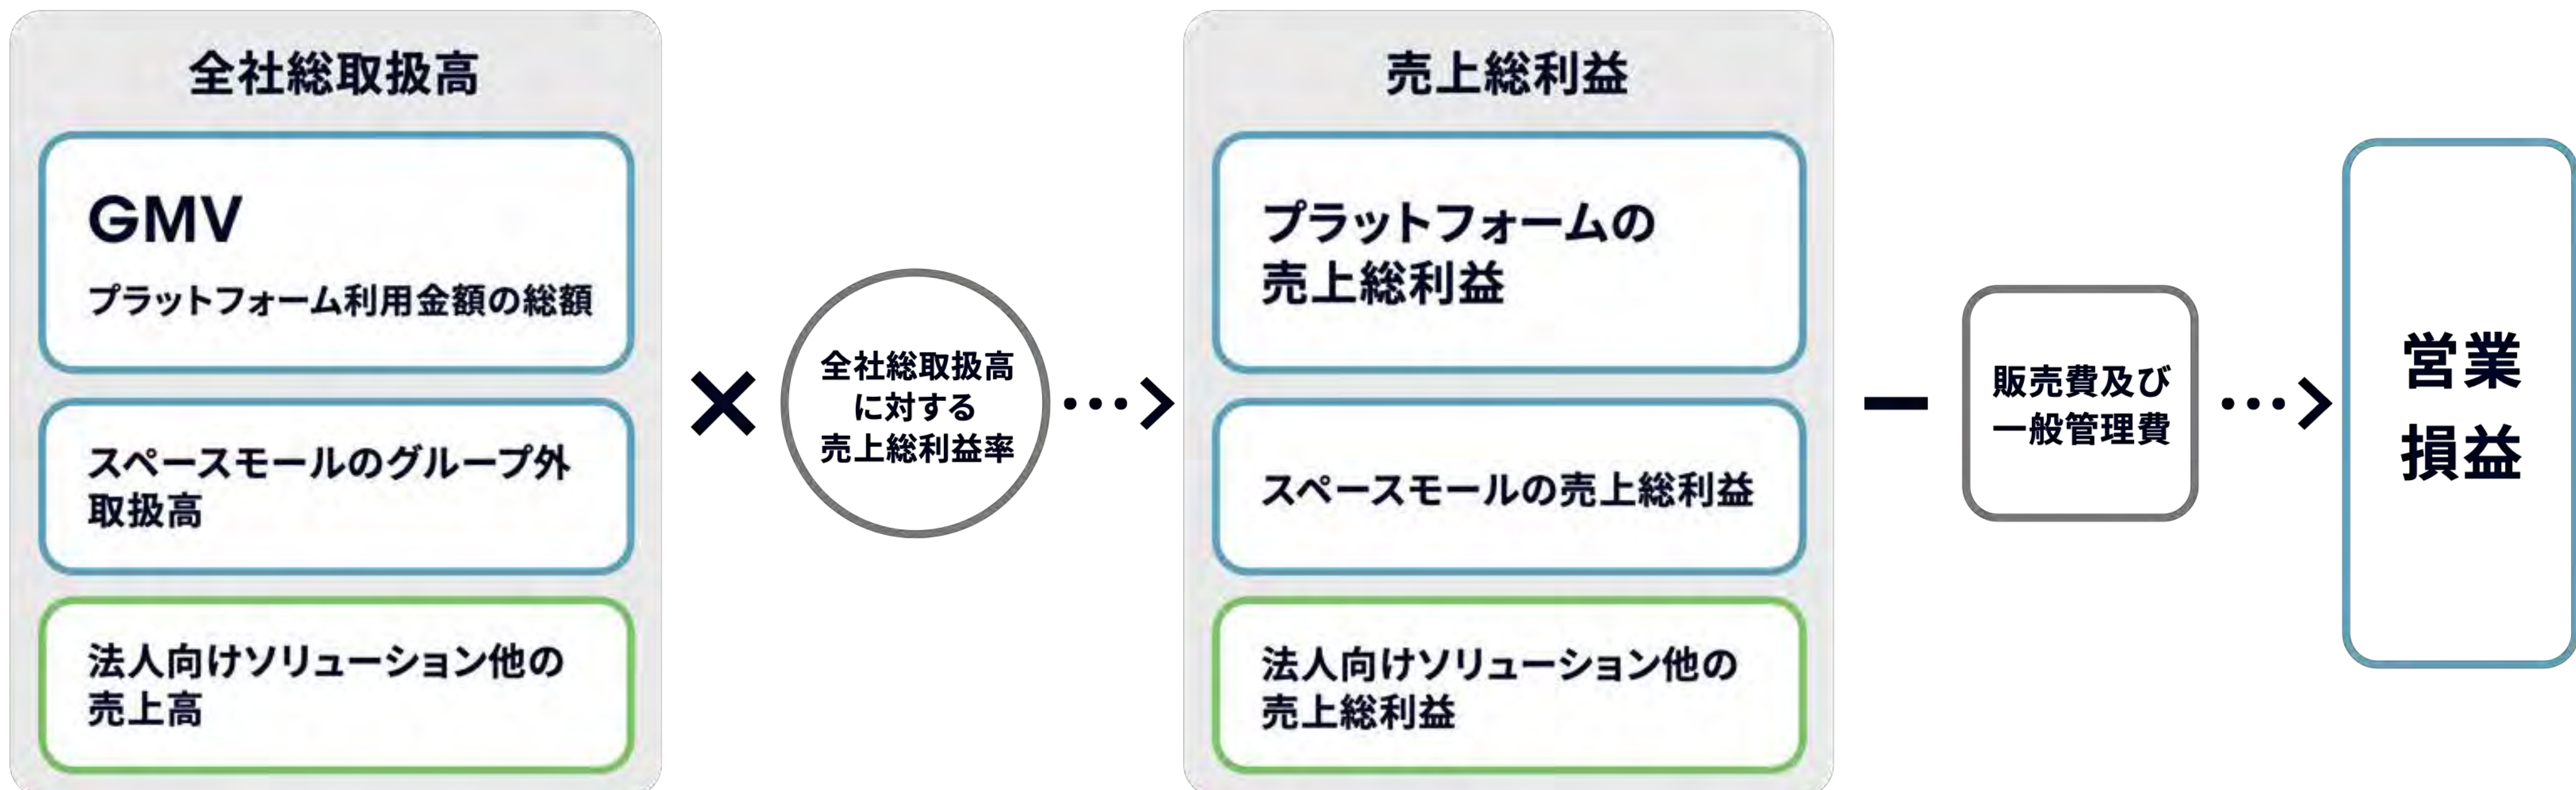 全社総取扱高
GMV
プラットフォーム利用金額の総額
スペースモールのグループ外
取扱高
法人向けソリューション他の
売上高
×
全社総取扱高
に対する
売上総利益率
売上総利益
プラットフォームの
売上総利益
スペースモールの売上総利益
法人向けソリューション他の
売上総利益
販売費及び
一般管理費
営業
損益